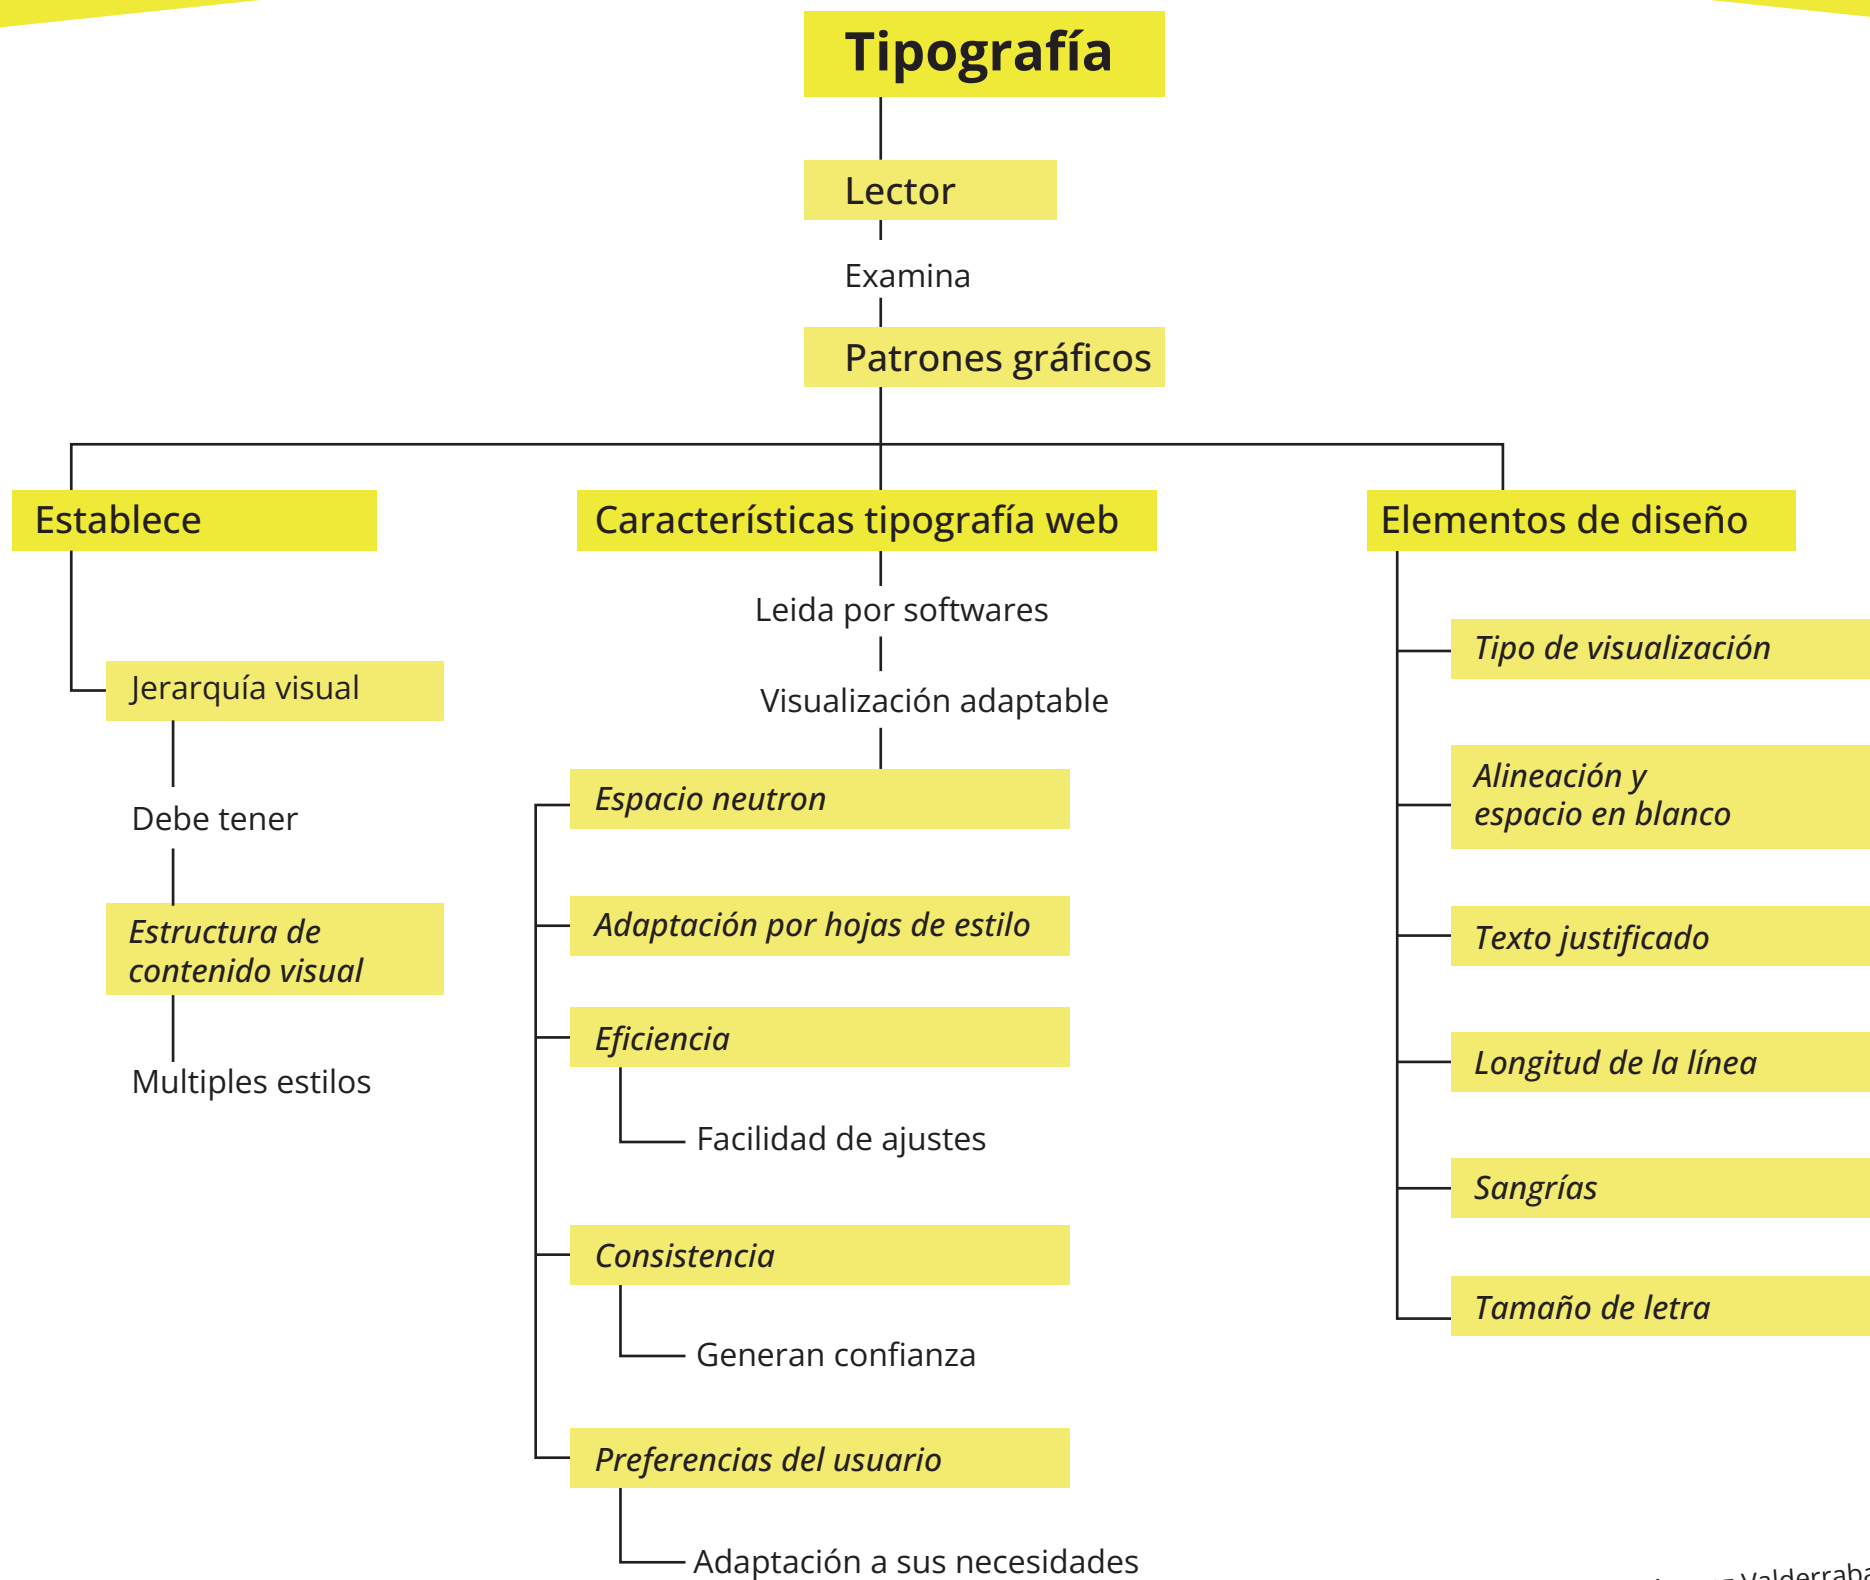 Tipografía
Lector
Examina
Patrones gráficos
Establece
Jerarquía visual
Debe tener
Estructura de
contenido visual
Multiples estilos
Características tipografía web
Leida por softwares
Visualización adaptable
Espacio neutron
Adaptación por hojas de estilo
Eficiencia
Facilidad de ajustes
Consistencia
Generan confianza
Preferencias del usuario
Adaptación a sus necesidades
Elementos de diseño
Tipo de visualización
Alineación y
espacio en blanco
Texto justificado
Longitud de la línea
Sangrías
Tamaño de letra